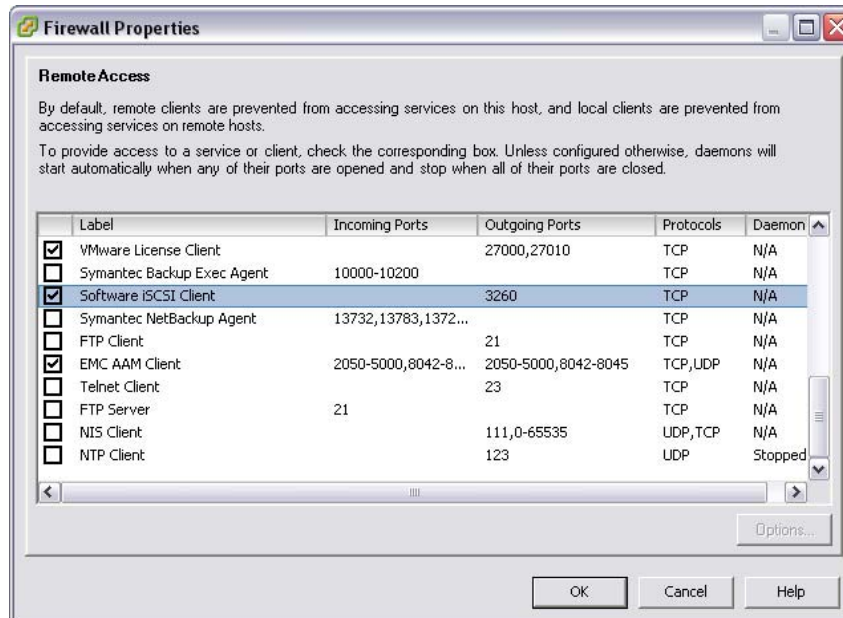 Firewall Properties
Remote Access
By default, remote clients are prevented from accessing services on this host, and local clients are prevented from
accessing services on remote hosts.
To provide access to a service or client, check the corresponding box. Unless configured otherwise, daemons will
start automatically when any of their ports are opened and stop when all of their ports are closed.
Label Incoming Ports Outgoing Ports Protocols Daemon
VMware License Client 27000,27010 TCP N/A
Symantec Backup Exec Agent 10000-10200 TCP N/A
Software iSCSI Client 3260 TCP N/A
Symantec NetBackup Agent 13732,13783,1372... TCP N/A
FTP Client 21 TCP N/A
EMC AAM Client 2050-5000,8042-8... 2050-5000,8042-8045 TCP,UDP N/A
Telnet Client 23 TCP N/A
FTP Server 21 TCP N/A
NIS Client 111,0-65535 UDP,TCP N/A
NTP Client 123 UDP Stopped
Options...
OK Cancel Help